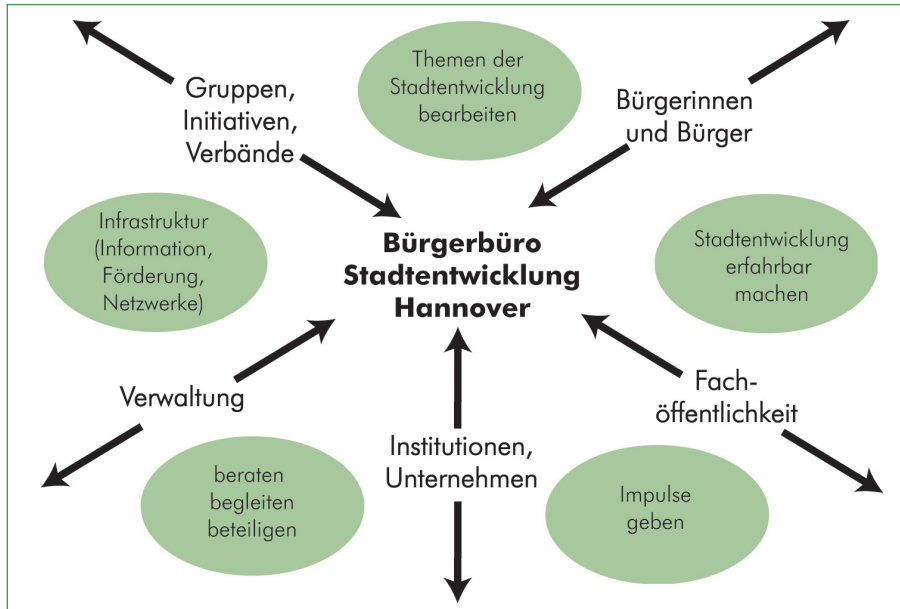 Themen der
Stadtentwicklung
bearbeiten
Gruppen,
Initiativen,
Verbände
Bürgerinnen
und Bürger
Infrastruktur
(Information,
Förderung,
Netzwerke)
Bürgerbüro
Stadtentwicklung
Hannover
Stadtentwicklung
erfahrbar
machen
Verwaltung
Fach-
öffentlichkeit
Institutionen,
Unternehmen
beraten
begleiten
beteiligen
Impulse
geben